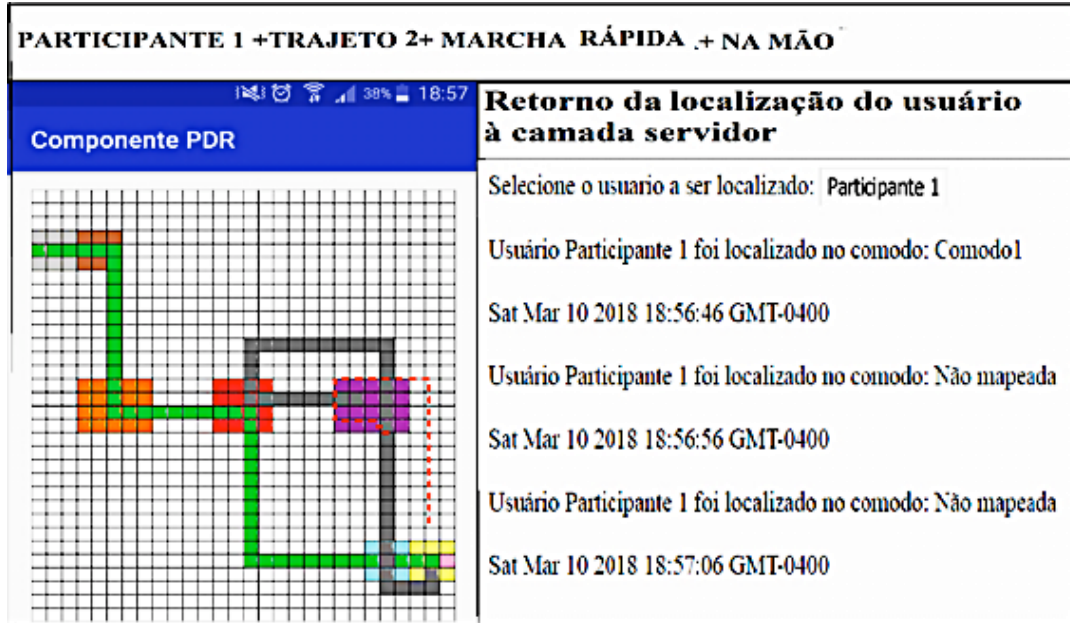 PARTICIPANTE 1 +TRAJETO 2+ MARCHA RÁPIDA .+ NA MÃO
38% 18:57
Componente PDR
Retorno da localização do usuário
à camada servidor
Selecione o usuario a ser localizado: Participante 1
Usuário Participante 1 foi localizado no comodo: Comodo1
Sat Mar 10 2018 18:56:46 GMT-0400
Usuário Participante 1 foi localizado no comodo: Não mapeada
Sat Mar 10 2018 18:56:56 GMT-0400
Usuário Participante 1 foi localizado no comodo: Não mapeada
Sat Mar 10 2018 18:57:06 GMT-0400